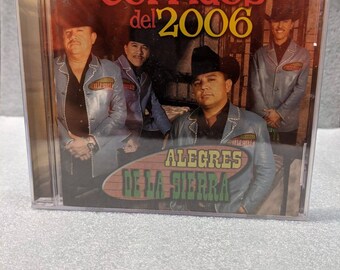 Corridos
del 2006
ALEGRES
DE LA SIERRA